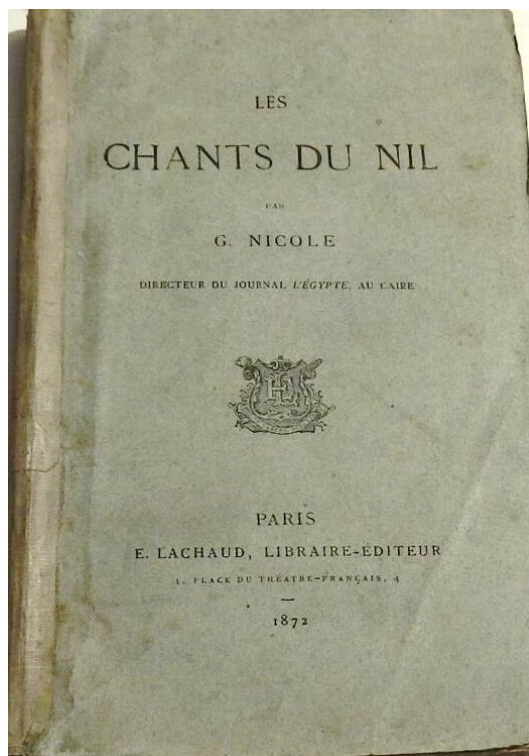 LES
CHANTS DU NIL
PAR
G. NICOLE
DIRECTEUR DU JOURNAL L'ÉGYPTE, AU CAIRE
PARIS
E. LACHAUD, LIBRAIRE-ÉDITEUR
PLACE DU THÉATRE-FRANÇAIS, 4
1872